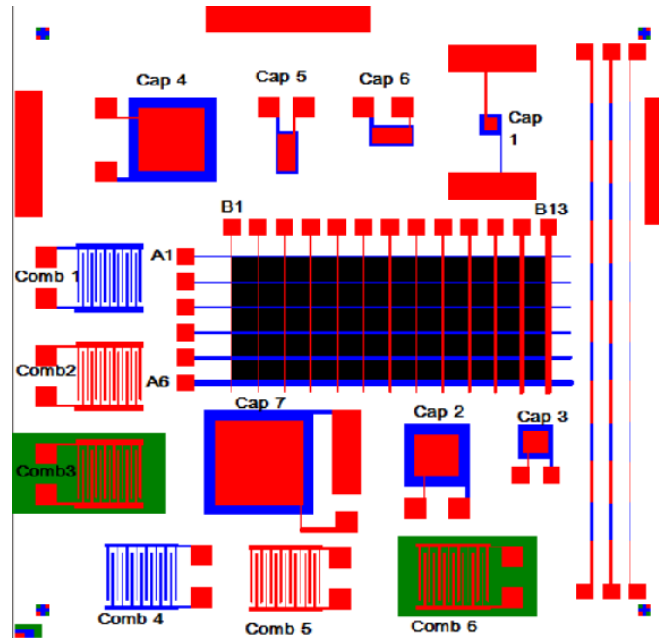 Cap 4
Cap 5
Cap 6
Cap
1
B1
B13
A1
Comb 1
Comb2
A6
Cap 7
Cap 2
Cap 3
Comb3
Comb 4
Comb 5
Comb 6